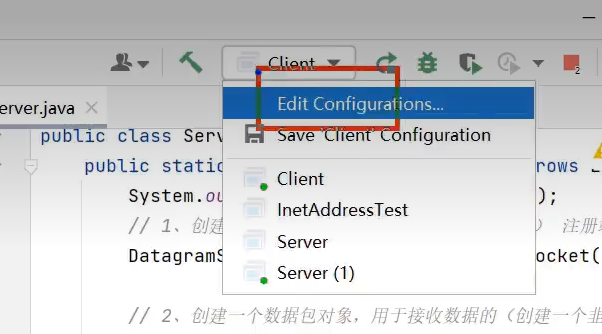 Client
Edit Configurations...
erver.java
Save 'Client' Configuration
public class Serv
public static
rows
Client
System.ou
);
InetAddressTest
// 1、创建
) 注册
Server
DatagramS
ocket(
Server (1)
// 2、创建一个数据包对象，用于接收数据的（创建一个韭
2